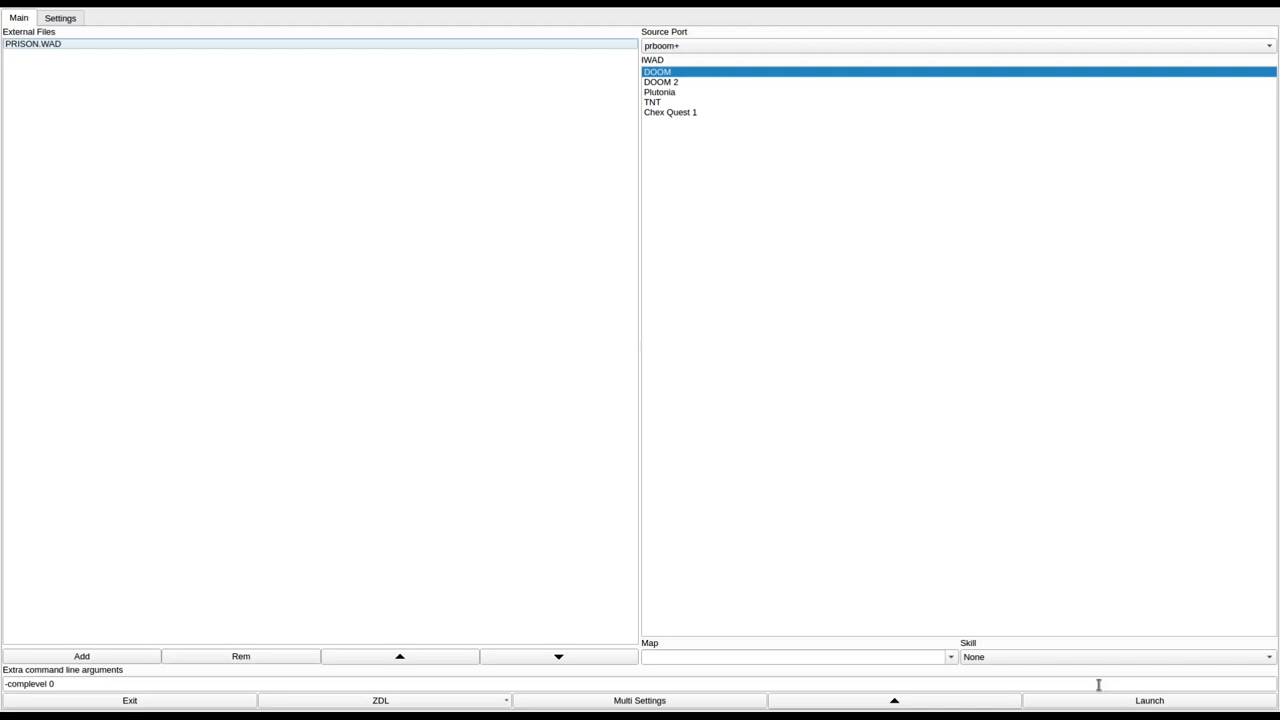 Main
Settings
External Files
PRISON.WAD
Source Port
prboom+
IWAD
DOOM
DOOM 2
Plutonia
TNT
Chex Quest 1
Map
Skill
None
Add
Rem
Extra command line arguments
-complevel 0
Exit
ZDL
Multi Settings
Launch